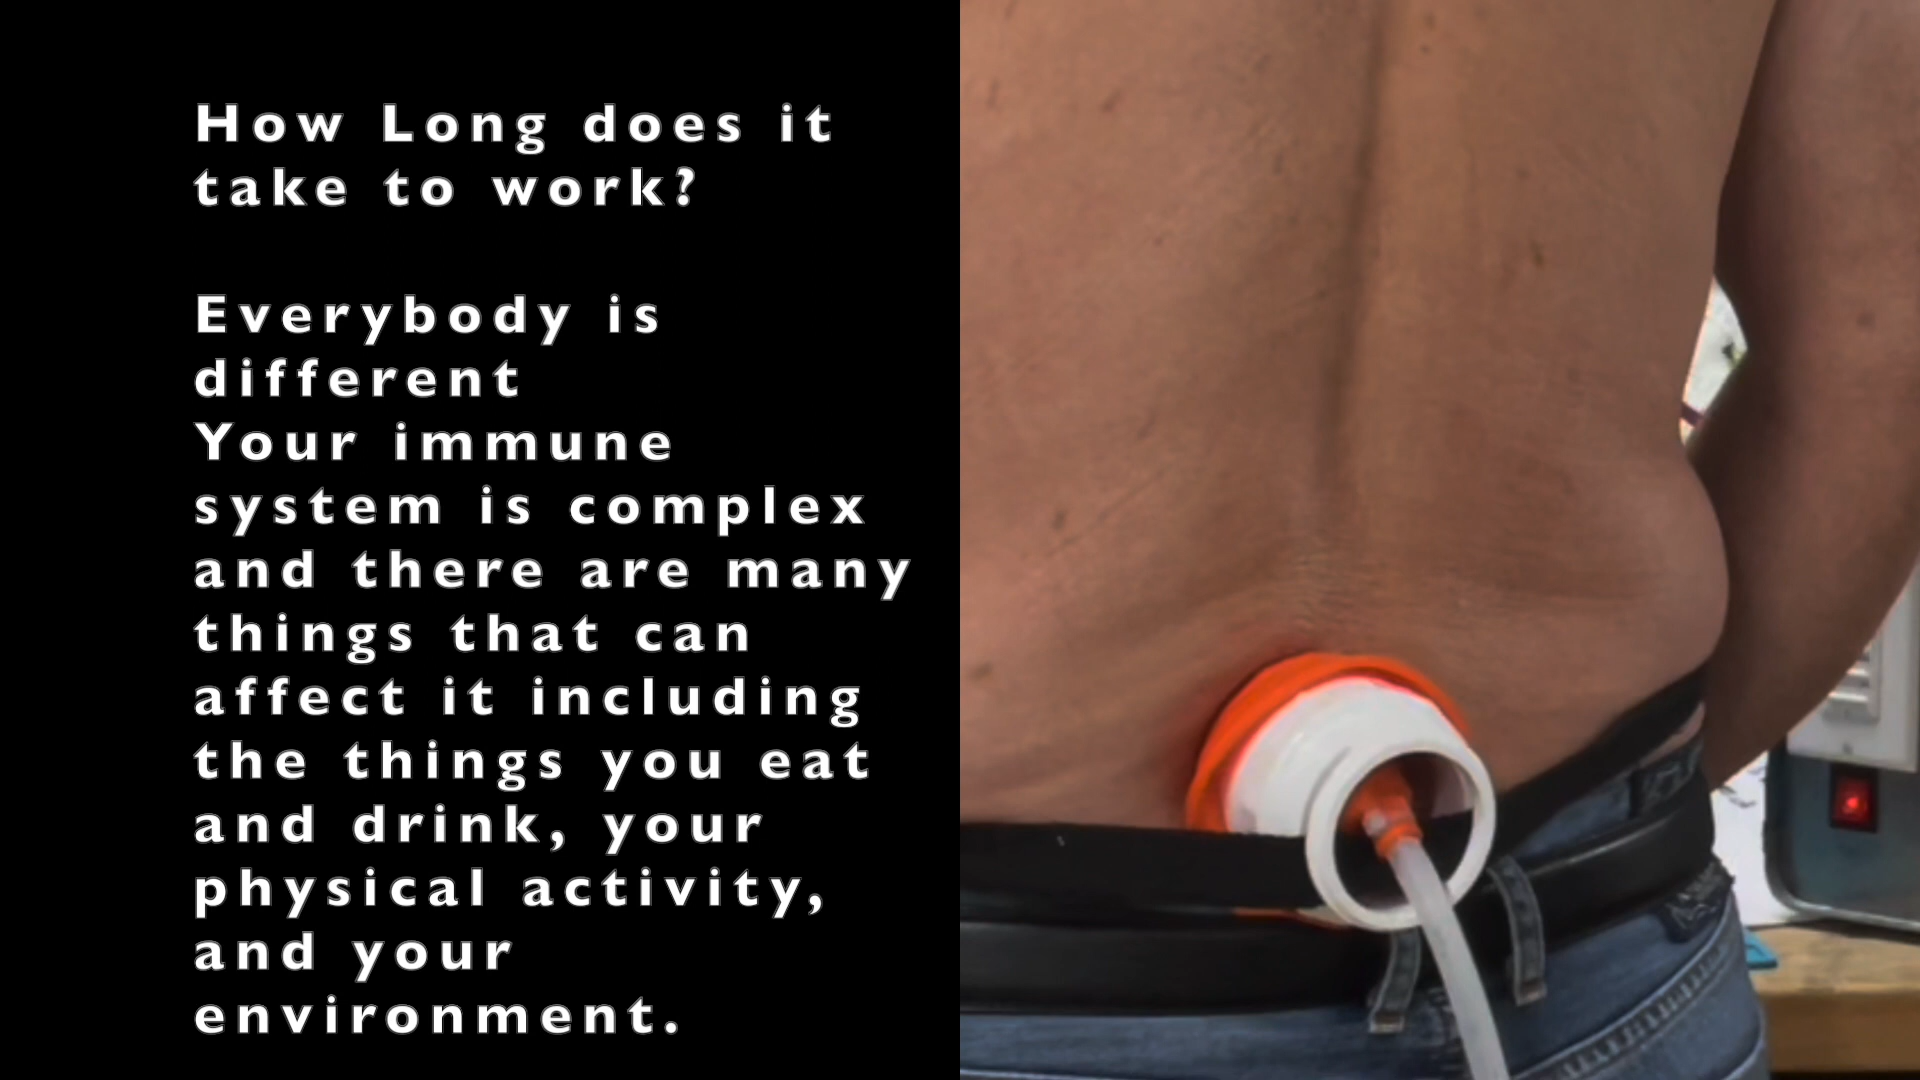 How Long does it
take to work?
Everybody is
different
Your immune
system is complex
and there are many
things that can
affect it including
the things you eat
and drink, your
physical activity,
and your
environment.